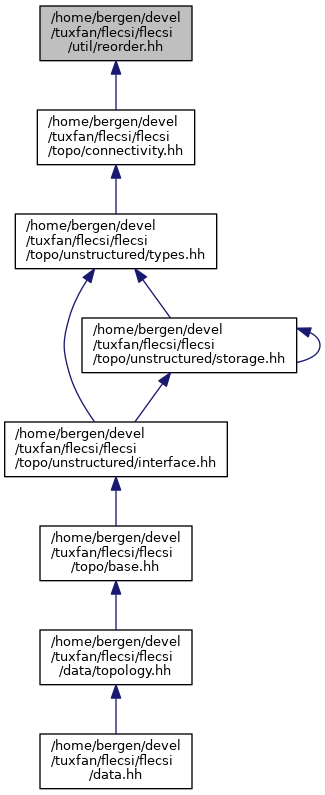 /home/bergen/devel
/tuxfan/flecsi/flecsi
/util/reorder.hh
/home/bergen/devel
/tuxfan/flecsi/flecsi
/topo/connectivity.hh
/home/bergen/devel
/tuxfan/flecsi/flecsi
/topo/unstructured/types.hh
/home/bergen/devel
/tuxfan/flecsi/flecsi
/topo/unstructured/storage.hh
/home/bergen/devel
/tuxfan/flecsi/flecsi
/topo/unstructured/interface.hh
/home/bergen/devel
/tuxfan/flecsi/flecsi
/topo/base.hh
/home/bergen/devel
/tuxfan/flecsi/flecsi
/data/topology.hh
/home/bergen/devel
/tuxfan/flecsi/flecsi
/data.hh